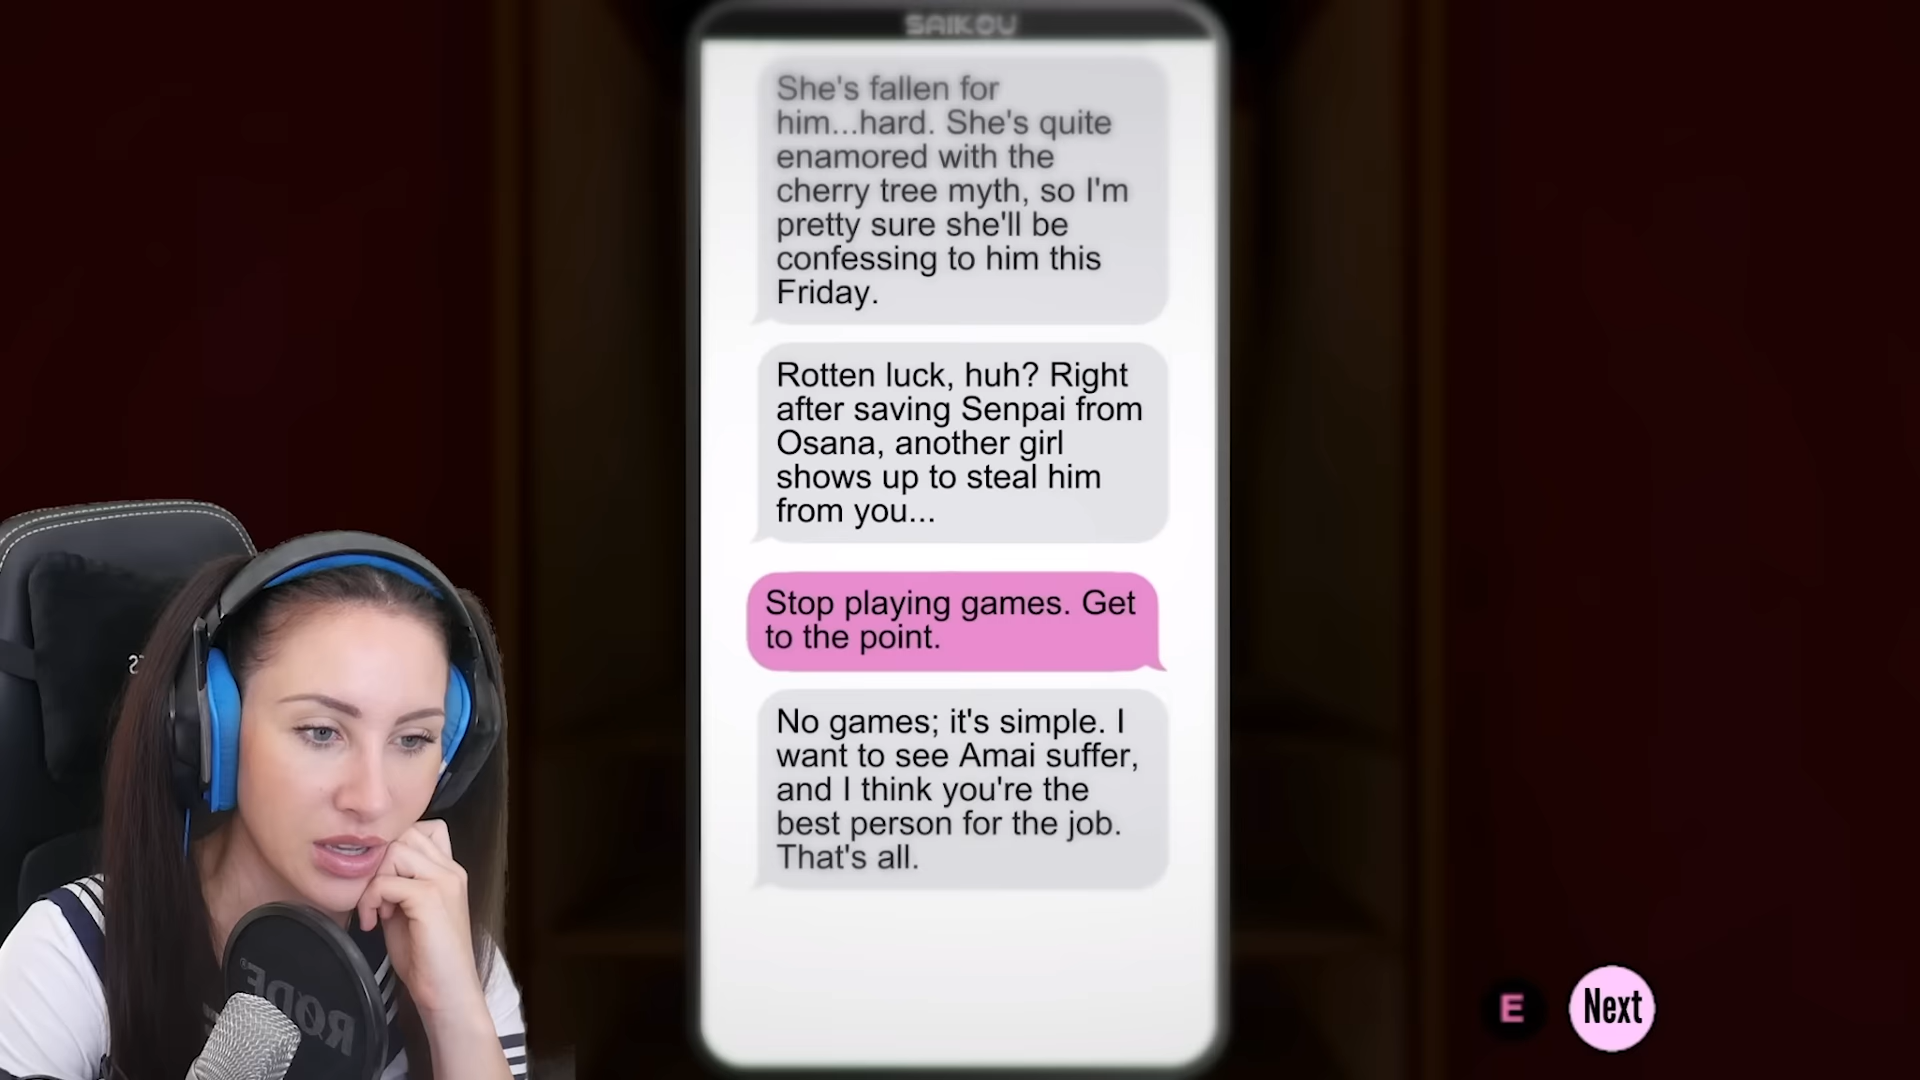 SAIKOU
She's fallen for
him...hard. She's quite
enamored with the
cherry tree myth, so I'm
pretty sure she'll be
confessing to him this
Friday.
Rotten luck, huh? Right
after saving Senpai from
Osana, another girl
shows up to steal him
from you...
Stop playing games. Get
to the point.
No games; it's simple. I
want to see Amai suffer,
and I think you're the
best person for the job.
That's all.
RØDE
E
Next